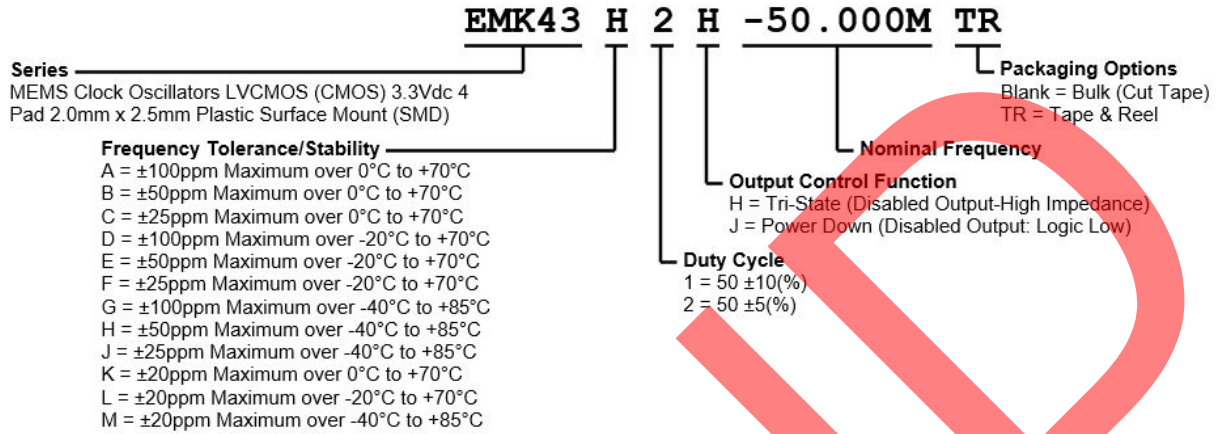 EMK43 H 2 H -50.000M TR
Series
MEMS Clock Oscillators LVCMOS (CMOS) 3.3Vdc 4
Pad 2.0mm x 2.5mm Plastic Surface Mount (SMD)
Frequency Tolerance/Stability
A = ±100ppm Maximum over 0°C to +70°C
B = ±50ppm Maximum over 0°C to +70°C
C = ±25ppm Maximum over 0°C to +70°C
D = ±100ppm Maximum over -20°C to +70°C
E = ±50ppm Maximum over -20°C to +70°C
F = ±25ppm Maximum over -20°C to +70°C
G = ±100ppm Maximum over -40°C to +85°C
H = ±50ppm Maximum over -40°C to +85°C
J = ±25ppm Maximum over -40°C to +85°C
K = ±20ppm Maximum over 0°C to +70°C
L = ±20ppm Maximum over -20°C to +70°C
M = ±20ppm Maximum over -40°C to +85°C
Packaging Options
Blank = Bulk (Cut Tape)
TR = Tape & Reel
Nominal Frequency
Output Control Function
H = Tri-State (Disabled Output-High Impedance)
J = Power Down (Disabled Output: Logic Low)
Duty Cycle
1 = 50 ±10(%)
2 = 50 ±5(%)